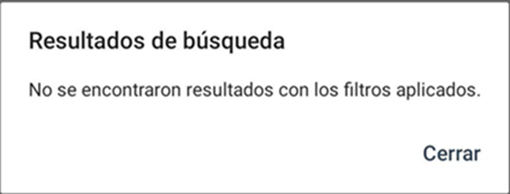 Resultados de búsqueda
No se encontraron resultados con los filtros aplicados.
Cerrar